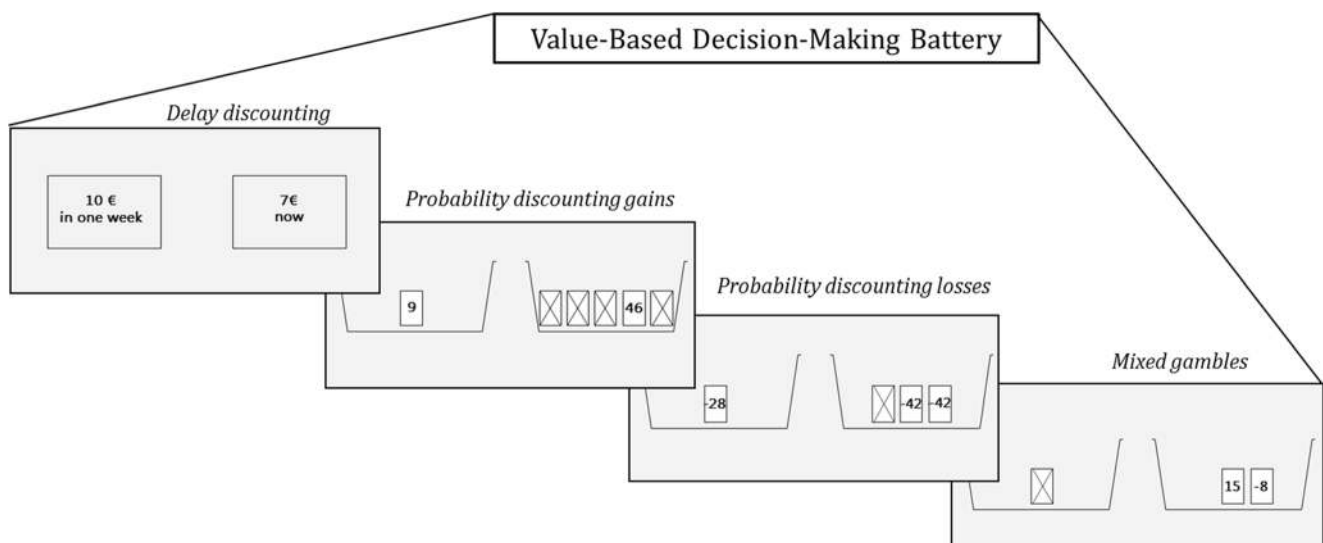 Value-Based Decision-Making Battery
Delay discounting
10 €
in one week
7€
now
Probability discounting gains
9
46
Probability discounting losses
-28
-42 -42
Mixed gambles
15 -8